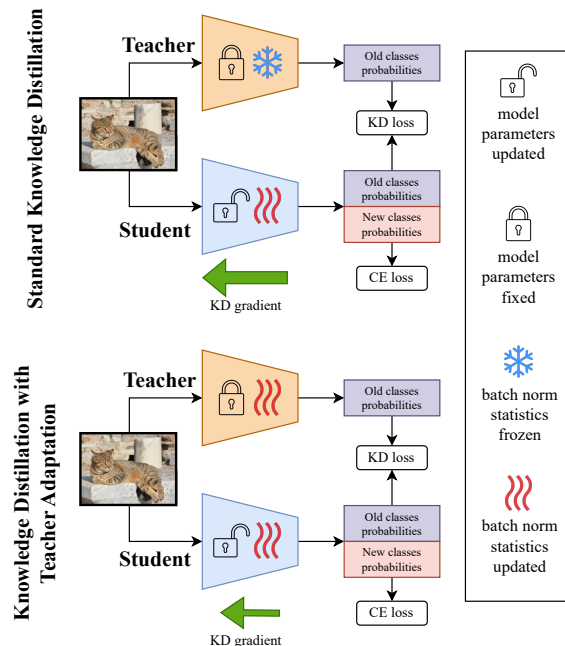 Standard Knowledge Distillation
Teacher
Old classes
probabilities
KD loss
Student
Old classes
probabilities
New classes
probabilities
CE loss
KD gradient
Knowledge Distillation with
Teacher Adaptation
Teacher
Old classes
probabilities
KD loss
Student
Old classes
probabilities
New classes
probabilities
CE loss
KD gradient
model
parameters
updated
model
parameters
fixed
batch norm
statistics
frozen
batch norm
statistics
updated